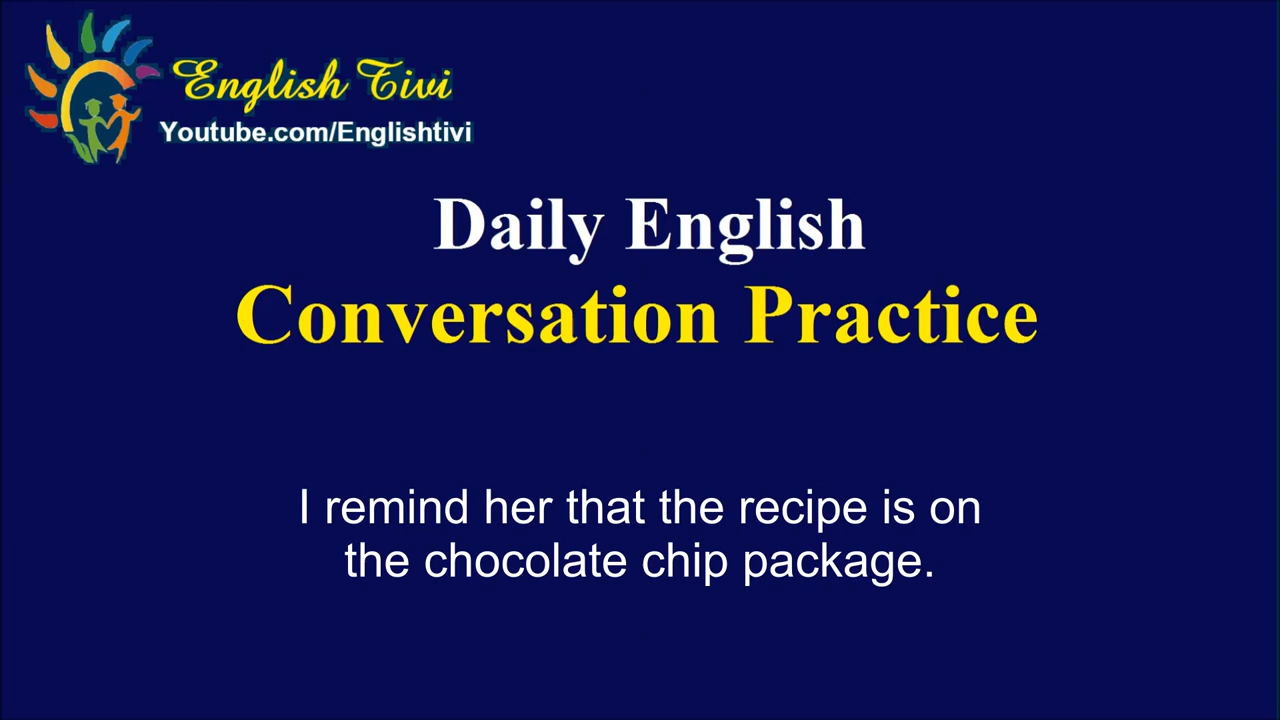 English Tivi
Youtube.com/Englishtivi
Daily English
Conversation Practice
I remind her that the recipe is on
the chocolate chip package.